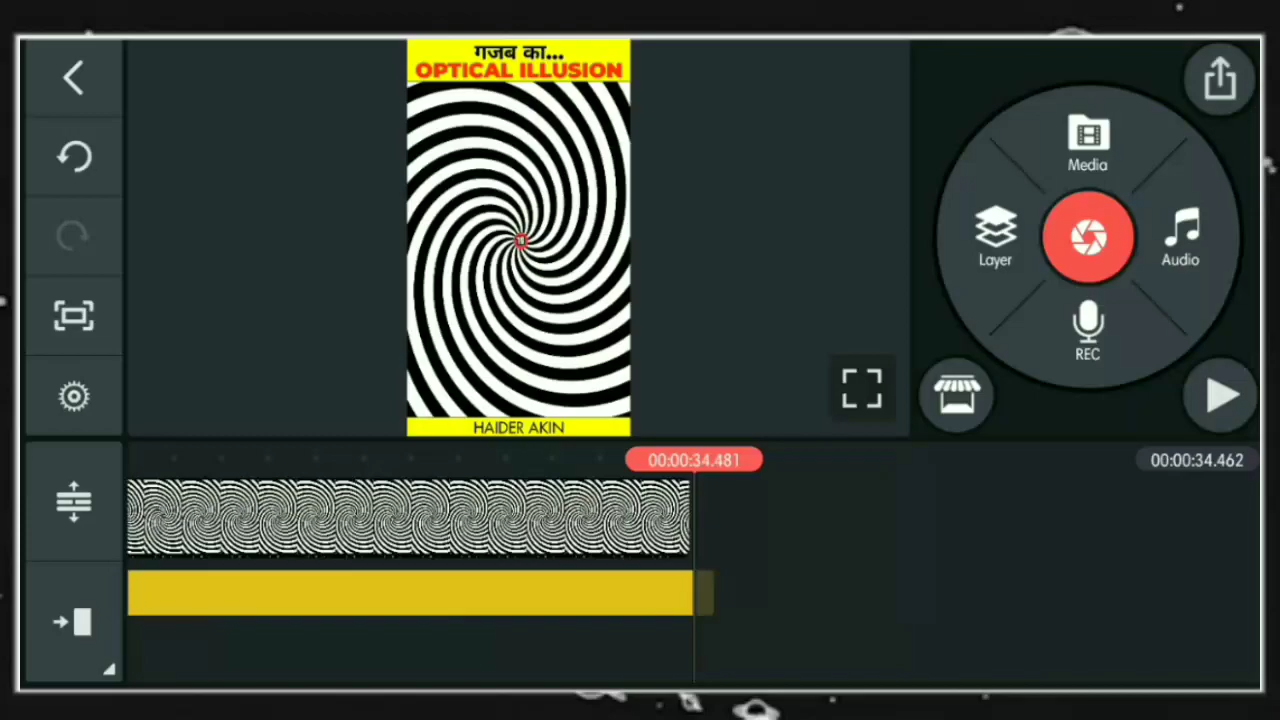 गजब का...
OPTICAL ILLUSION
Media
Layer
Audio
REC
HAIDER AKIN
00:00:34.481
00:00:34.462